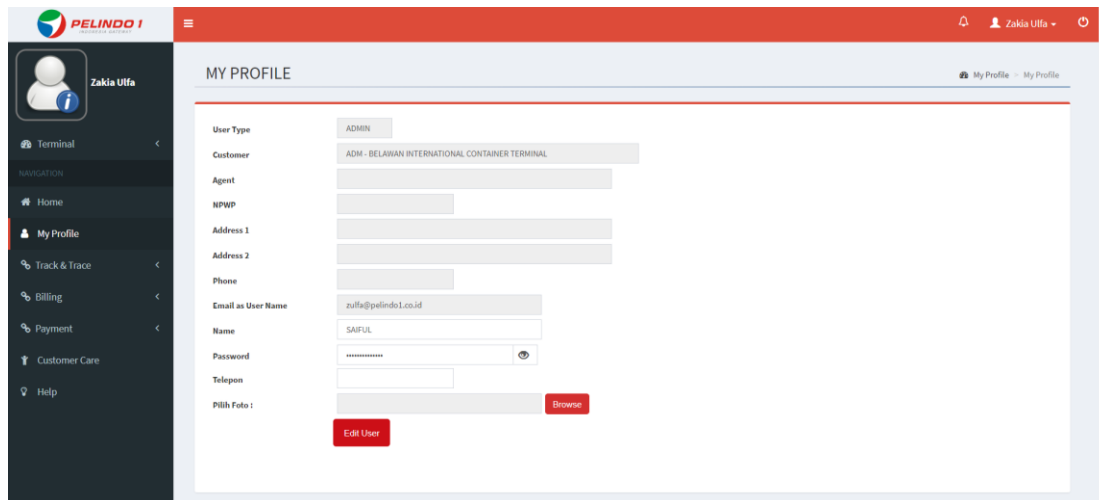 PELINDO 1
INDONESIA GATEWAY
Zakia Ulfa
Zakia Ulfa
Terminal
NAVIGATION
Home
My Profile
Track & Trace
Billing
Payment
Customer Care
Help
MY PROFILE
My Profile > My Profile
User Type ADMIN
Customer ADM - BELAWAN INTERNATIONAL CONTAINER TERMINAL
Agent
NPWP
Address 1
Address 2
Phone
Email as User Name zulfa@pelindo1.co.id
Name SAIFUL
Password ••••••••••••••
Telepon
Pilih Foto : Browse
Edit User